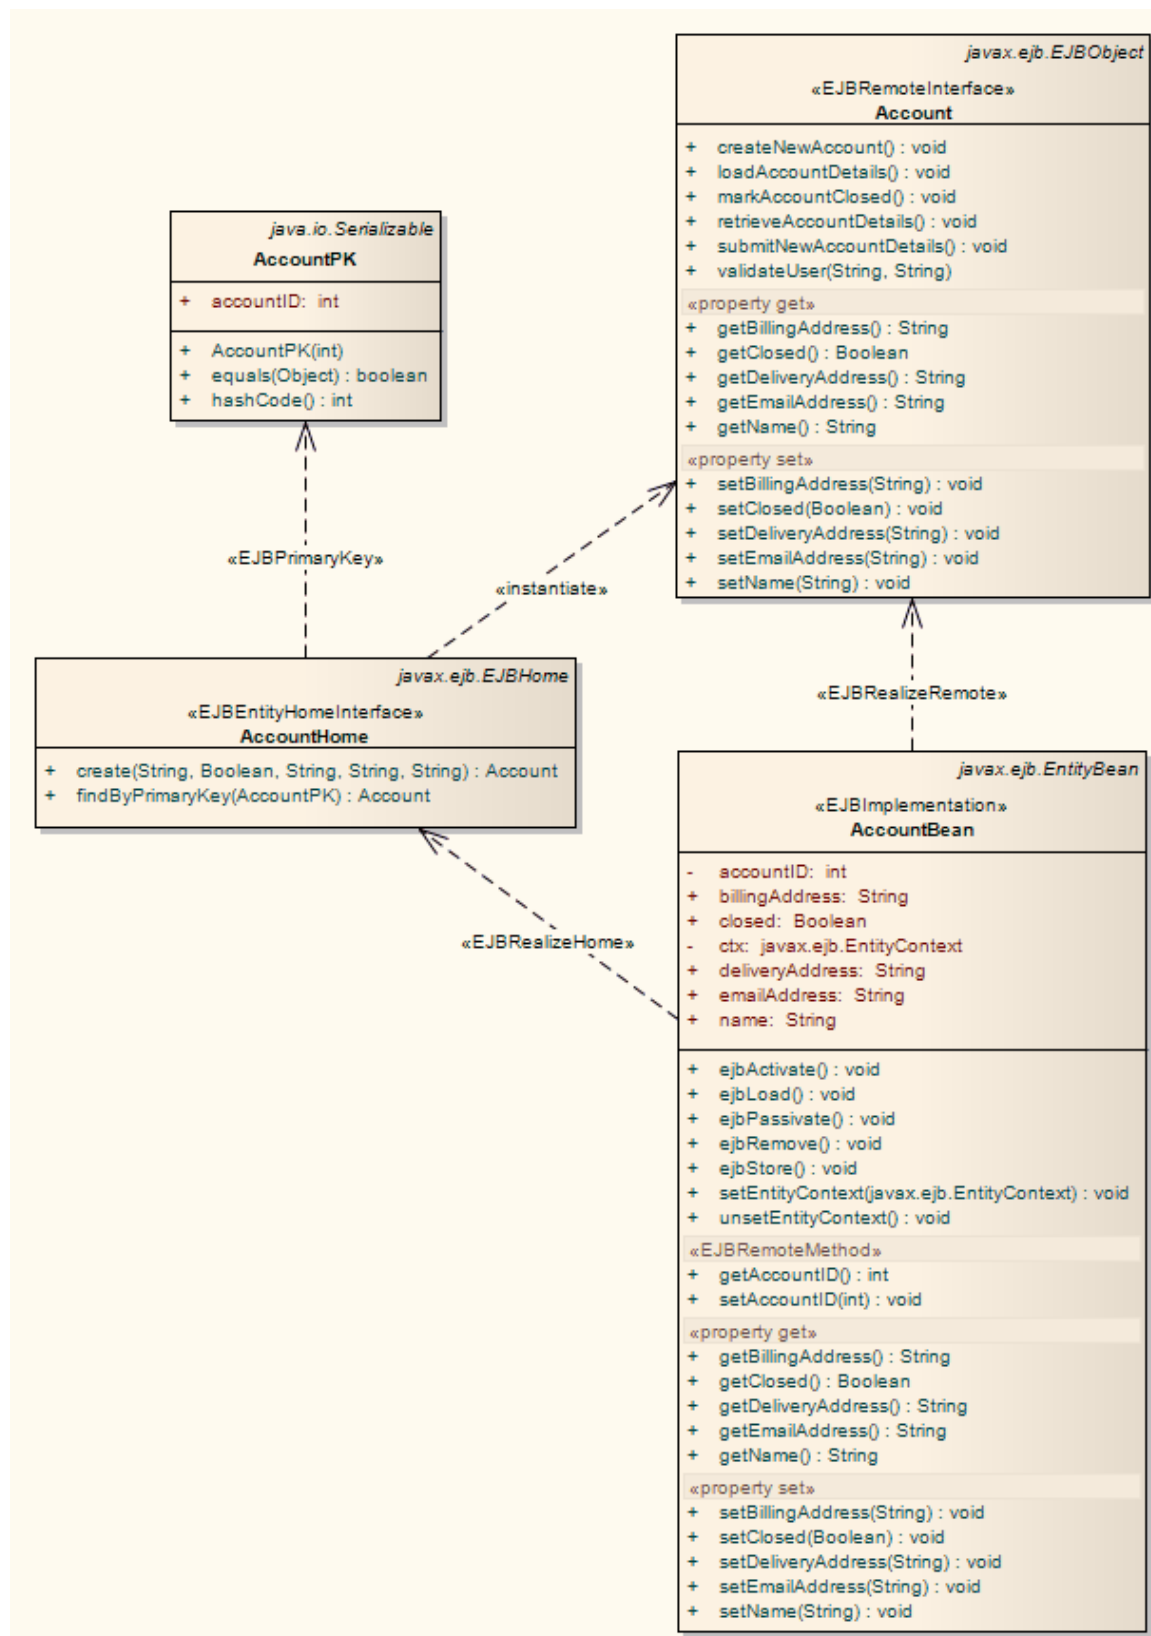 javax.ejb.EJBObject
«EJBRemoteInterface»
Account
+ createNewAccount() : void
+ loadAccountDetails() : void
+ markAccountClosed() : void
+ retrieveAccountDetails() : void
+ submitNewAccountDetails() : void
+ validateUser(String, String)
«property get»
+ getBillingAddress() : String
+ getClosed() : Boolean
+ getDeliveryAddress() : String
+ getEmailAddress() : String
+ getName() : String
«property set»
+ setBillingAddress(String) : void
+ setClosed(Boolean) : void
+ setDeliveryAddress(String) : void
+ setEmailAddress(String) : void
+ setName(String) : void
java.io.Serializable
AccountPK
+ accountID: int
+ AccountPK(int)
+ equals(Object) : boolean
+ hashCode() : int
«EJBPrimaryKey»
«instantiate»
javax.ejb.EJBHome
«EJBEntityHomeInterface»
AccountHome
+ create(String, Boolean, String, String, String) : Account
+ findByPrimaryKey(AccountPK) : Account
«EJBRealizeRemote»
«EJBRealizeHome»
javax.ejb.EntityBean
«EJBImplementation»
AccountBean
- accountID: int
+ billingAddress: String
+ closed: Boolean
- ctx: javax.ejb.EntityContext
+ deliveryAddress: String
+ emailAddress: String
+ name: String
+ ejbActivate() : void
+ ejbLoad() : void
+ ejbPassivate() : void
+ ejbRemove() : void
+ ejbStore() : void
+ setEntityContext(javax.ejb.EntityContext) : void
+ unsetEntityContext() : void
«EJBRemoteMethod»
+ getAccountID() : int
+ setAccountID(int) : void
«property get»
+ getBillingAddress() : String
+ getClosed() : Boolean
+ getDeliveryAddress() : String
+ getEmailAddress() : String
+ getName() : String
«property set»
+ setBillingAddress(String) : void
+ setClosed(Boolean) : void
+ setDeliveryAddress(String) : void
+ setEmailAddress(String) : void
+ setName(String) : void